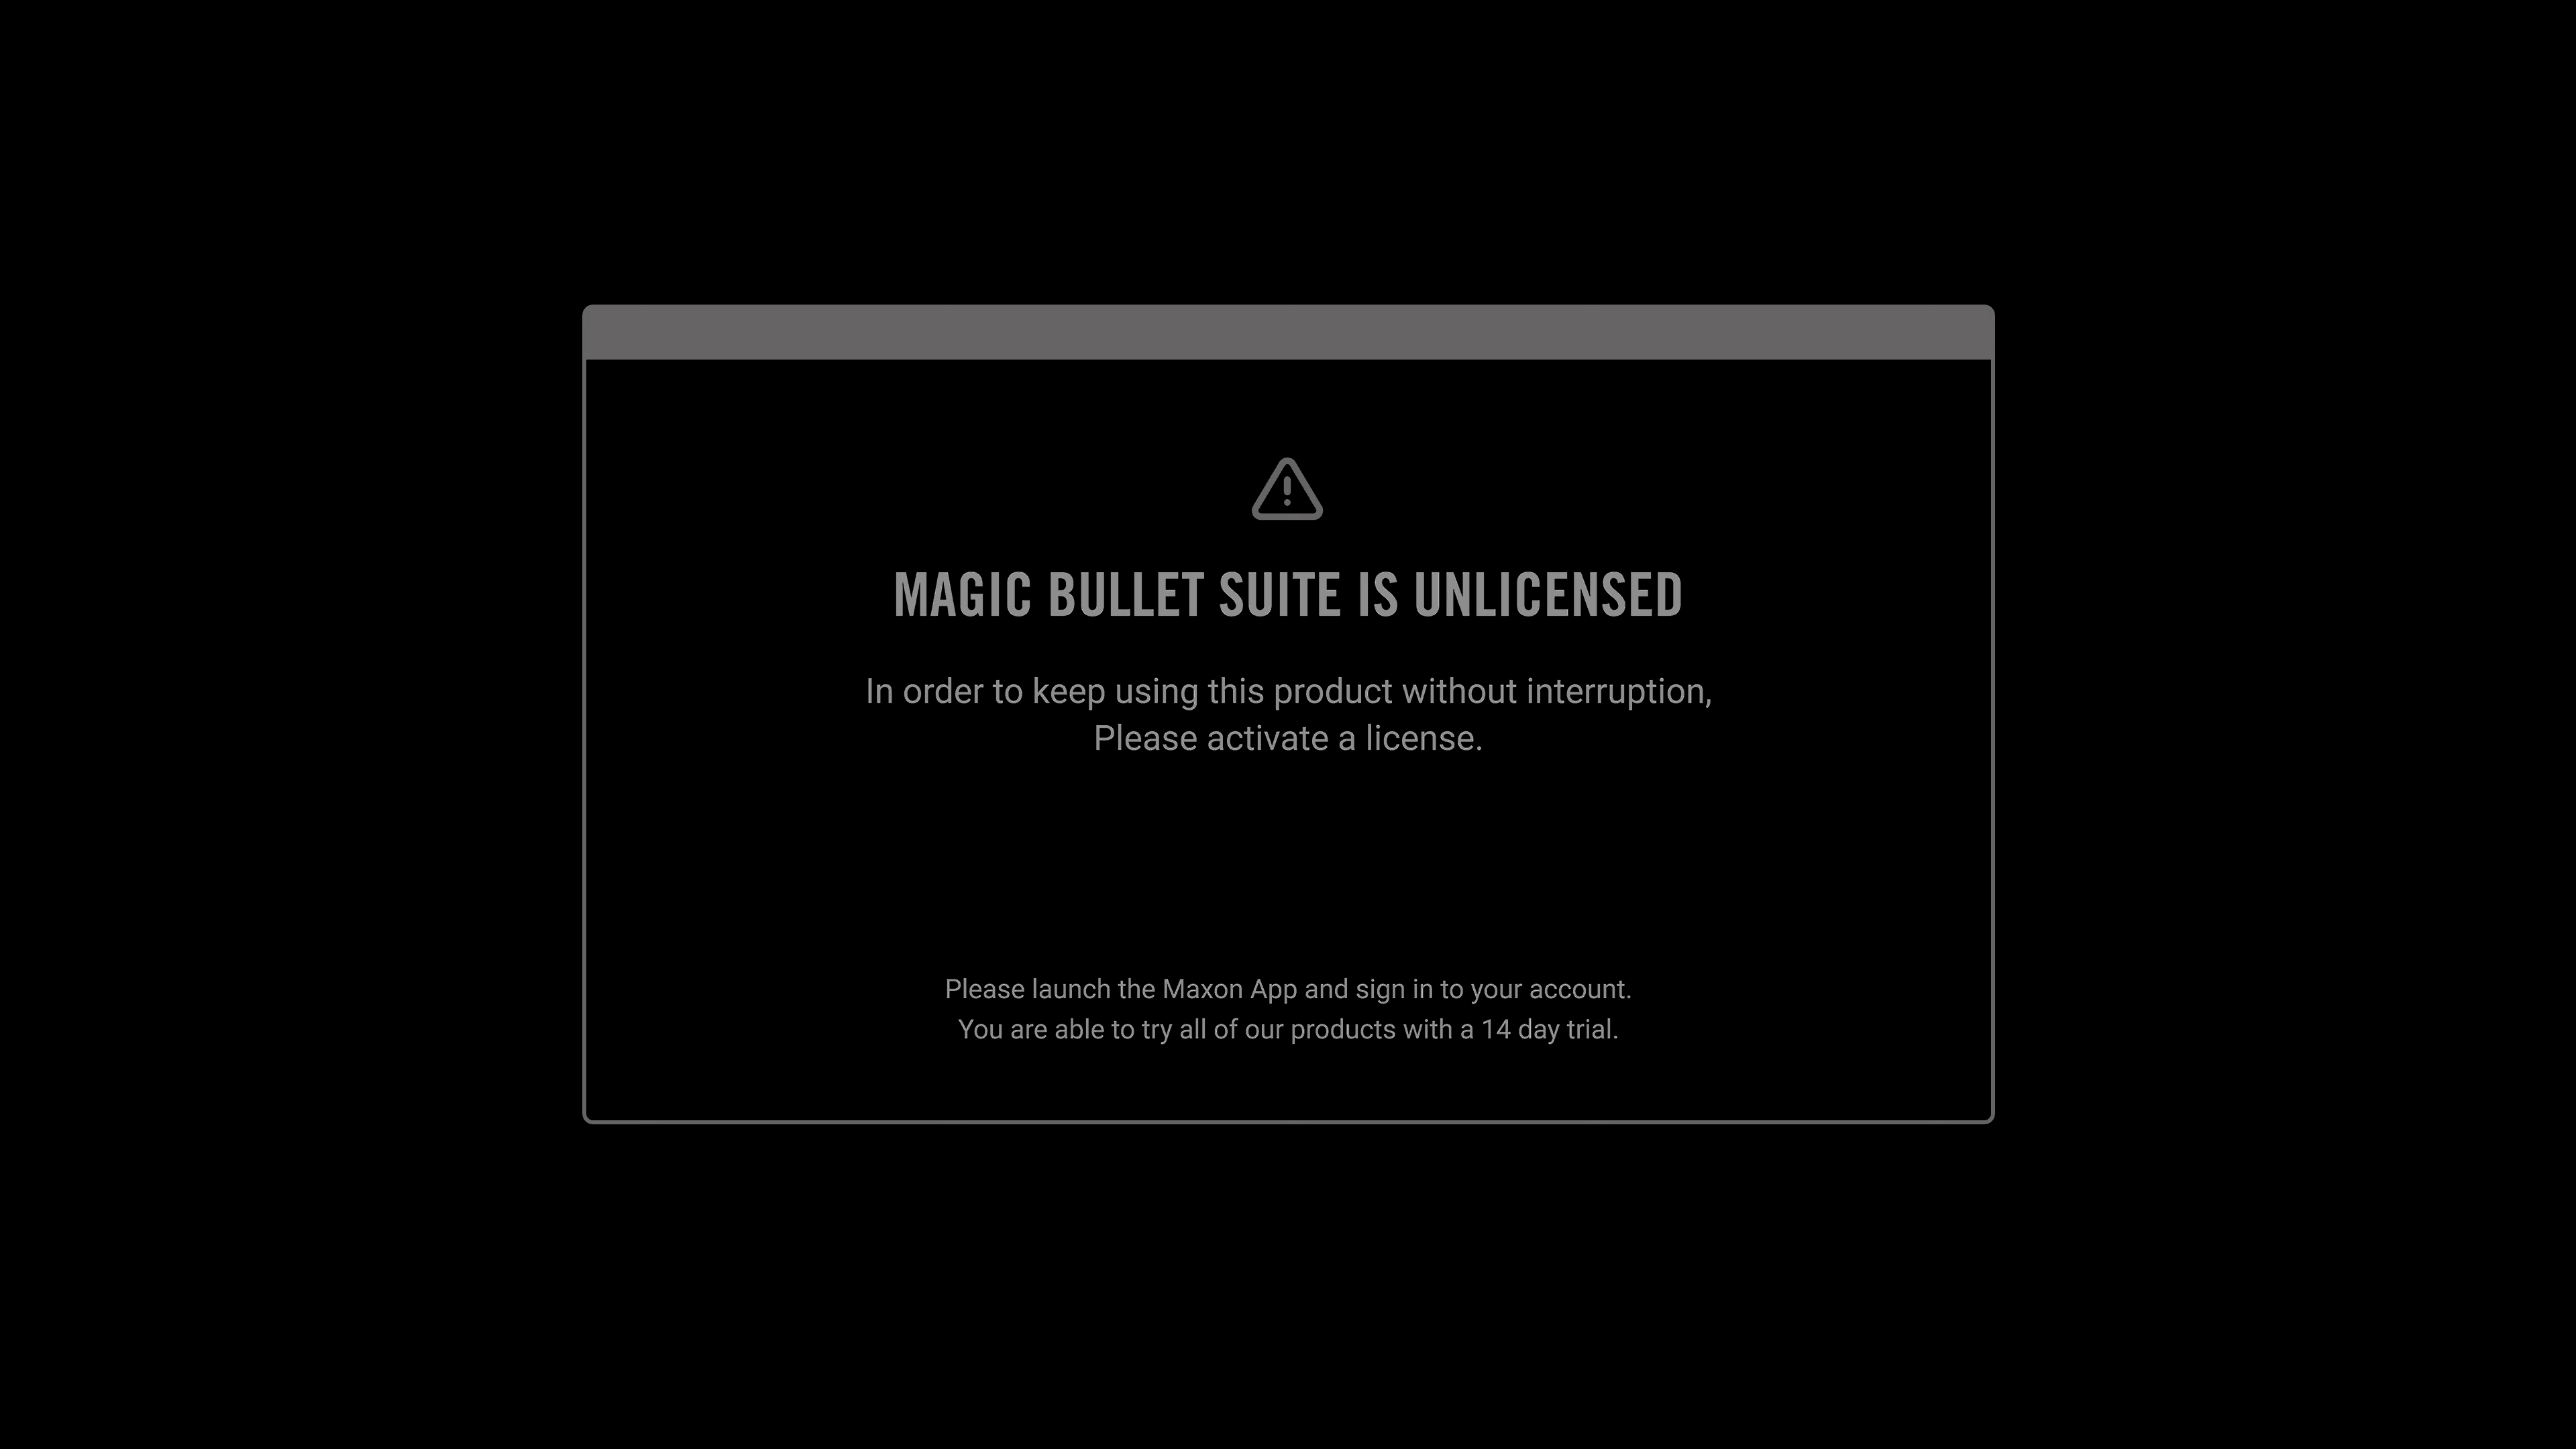 MAGIC BULLET SUITE IS UNLICENSED
In order to keep using this product without interruption,
Please activate a license.
Please launch the Maxon App and sign in to your account.
You are able to try all of our products with a 14 day trial.